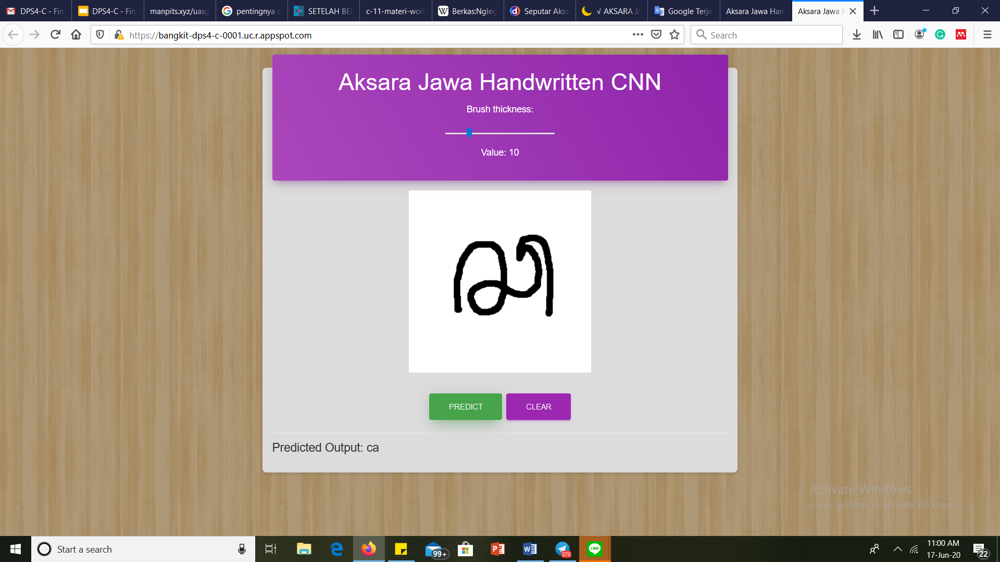 DPS4-C - Fin
DPS4-C - Fin
manpits.xyz/uasg
pentingnya a
SETELAH BE
c-11-materi-wor
Berkas:Ngleg
Seputar Aksa
√ AKSARA JA
Google Terje
Aksara Jawa Han
Aksara Jawa H
https://bangkit-dps4-c-0001.uc.r.appspot.com
Search
Aksara Jawa Handwritten CNN
Brush thickness:
Value: 10
ꦕ
PREDICT
CLEAR
Predicted Output: ca
Activate Windows
Go to Settings to activate Windows.
Start a search
99+
376
LINE
11:00 AM
17-Jun-20
22